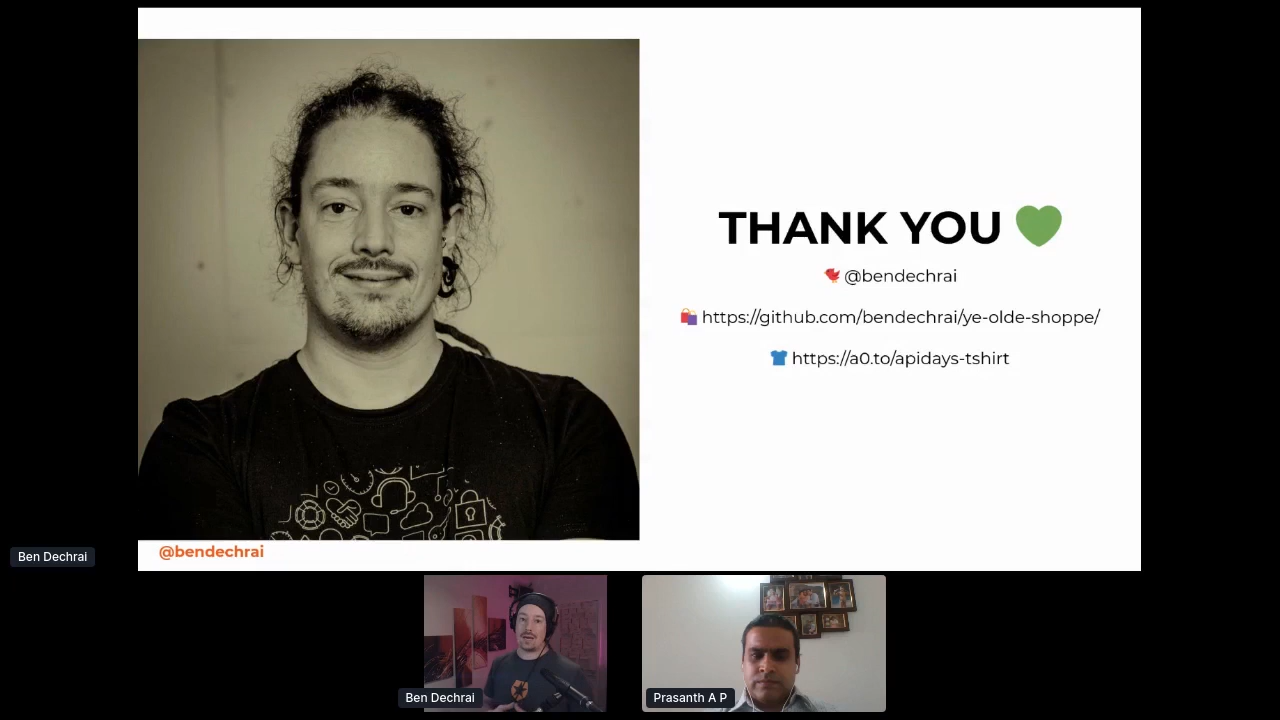 THANK YOU 💚
🐦 @bendechrai
🛍️ https://github.com/bendechrai/ye-olde-shoppe/
👕 https://a0.to/apidays-tshirt
@bendechrai
Ben Dechrai
Ben Dechrai
Prasanth A P